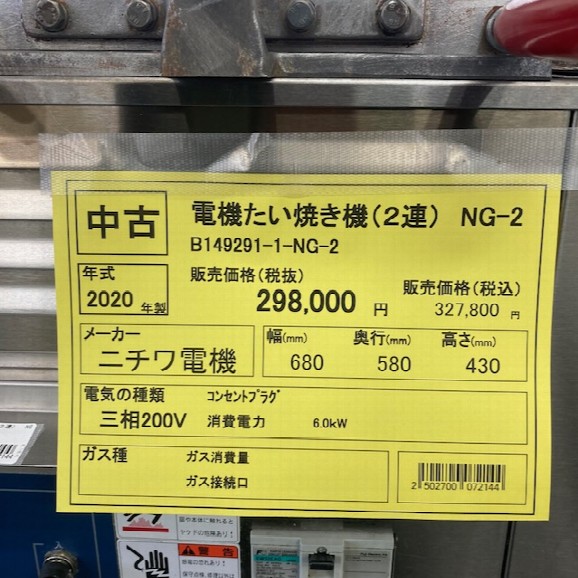 中古
電機たい焼き機(2連) NG-2
B149291-1-NG-2
年式
2020 年製
販売価格(税抜)
298,000 円
販売価格(税込)
327,800 円
メーカー
ニチワ電機
幅(mm) 奥行(mm) 高さ(mm)
680 580 430
電気の種類 コンセントプラグ
三相200V 消費電力 6.0kW
ガス種 ガス消費量
ガス接続口
2 502700 072144
警告